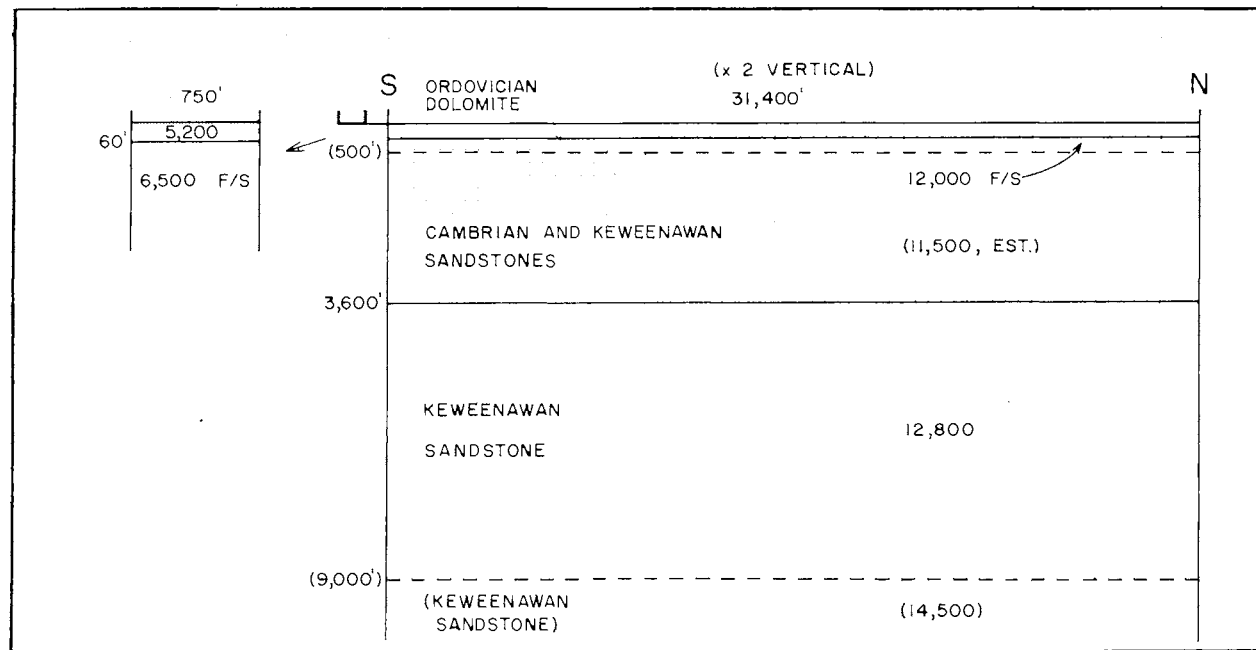 (x 2 VERTICAL)
S
ORDOVICIAN
DOLOMITE
31,400'
N
750'
5,200
60'
(500')
6,500 F/S
12,000 F/S
CAMBRIAN AND KEWEENAWAN
SANDSTONES
(11,500, EST.)
3,600'
KEWEENAWAN
SANDSTONE
12,800
(9,000')
(KEWEENAWAN
SANDSTONE)
(14,500)